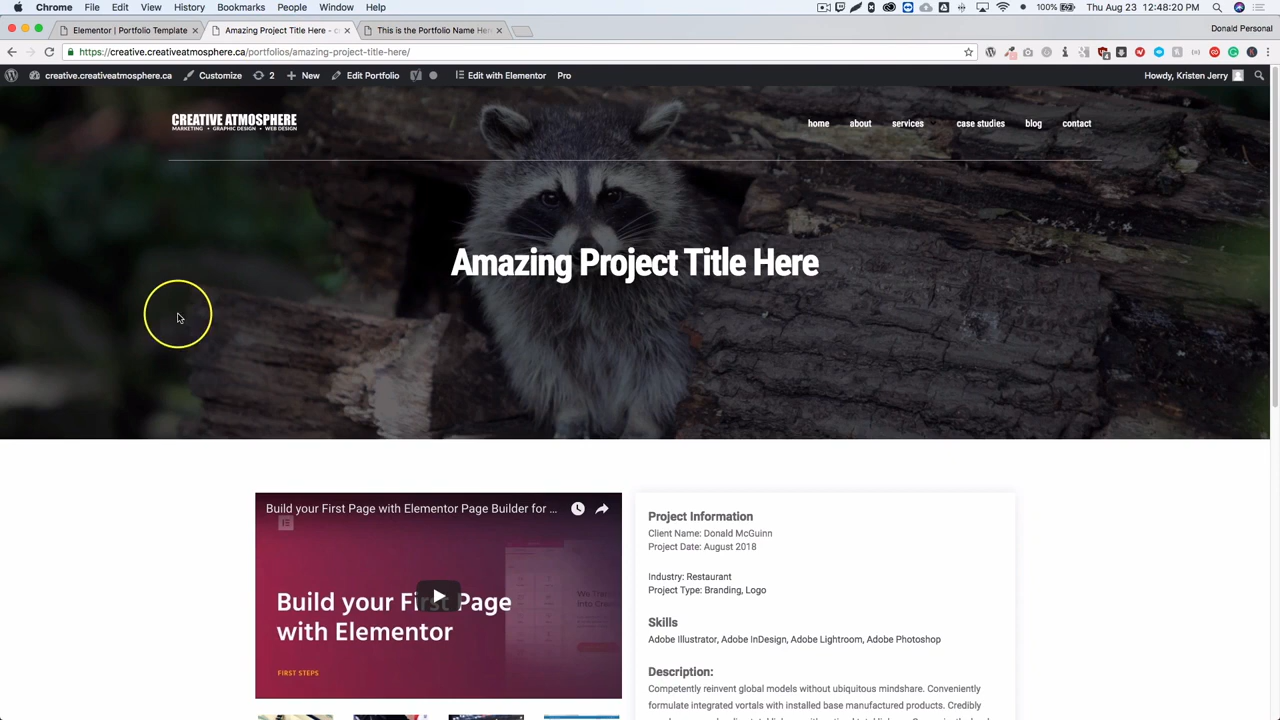 Chrome File Edit View History Bookmarks People Window Help 100% Thu Aug 23 12:48:20 PM
Elementor | Portfolio Template Amazing Project Title Here - This is the Portfolio Name Donald Personal
https://creative.creativeatmosphere.ca/portfolios/amazing-project-title-here/
creative.creativeatmosphere.ca Customize 2 New Edit Portfolio Edit with Elementor Pro Howdy, Kristen Jerry
CREATIVE ATMOSPHERE
MARKETING • GRAPHIC DESIGN • WEB DESIGN
home about services case studies blog contact
Amazing Project Title Here
Build your First Page with Elementor Page Builder for ...
Build your First Page
with Elementor
FIRST STEPS
Project Information
Client Name: Donald McGuinn
Project Date: August 2018
Industry: Restaurant
Project Type: Branding, Logo
Skills
Adobe Illustrator, Adobe InDesign, Adobe Lightroom, Adobe Photoshop
Description:
Competently reinvent global models without ubiquitous mindshare. Conveniently
formulate integrated vortals with installed base manufactured products. Credibly